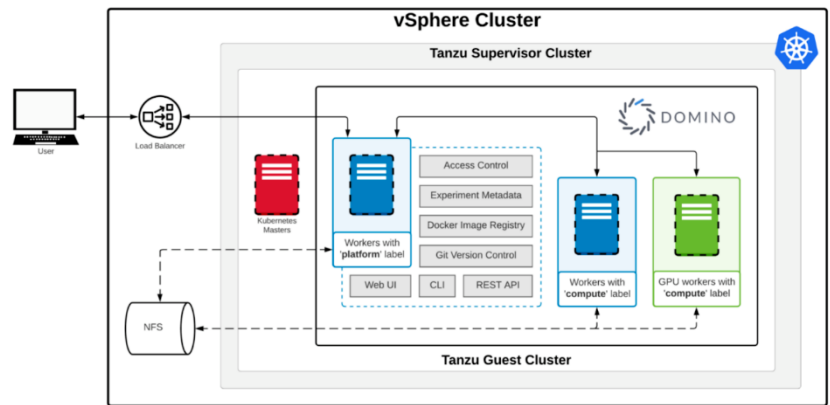 vSphere Cluster
Tanzu Supervisor Cluster
DOMINO
User
Load Balancer
Kubernetes
Masters
Workers with
'platform' label
Access Control
Experiment Metadata
Docker Image Registry
Git Version Control
Web UI
CLI
REST API
Workers with
'compute' label
GPU workers with
'compute' label
NFS
Tanzu Guest Cluster